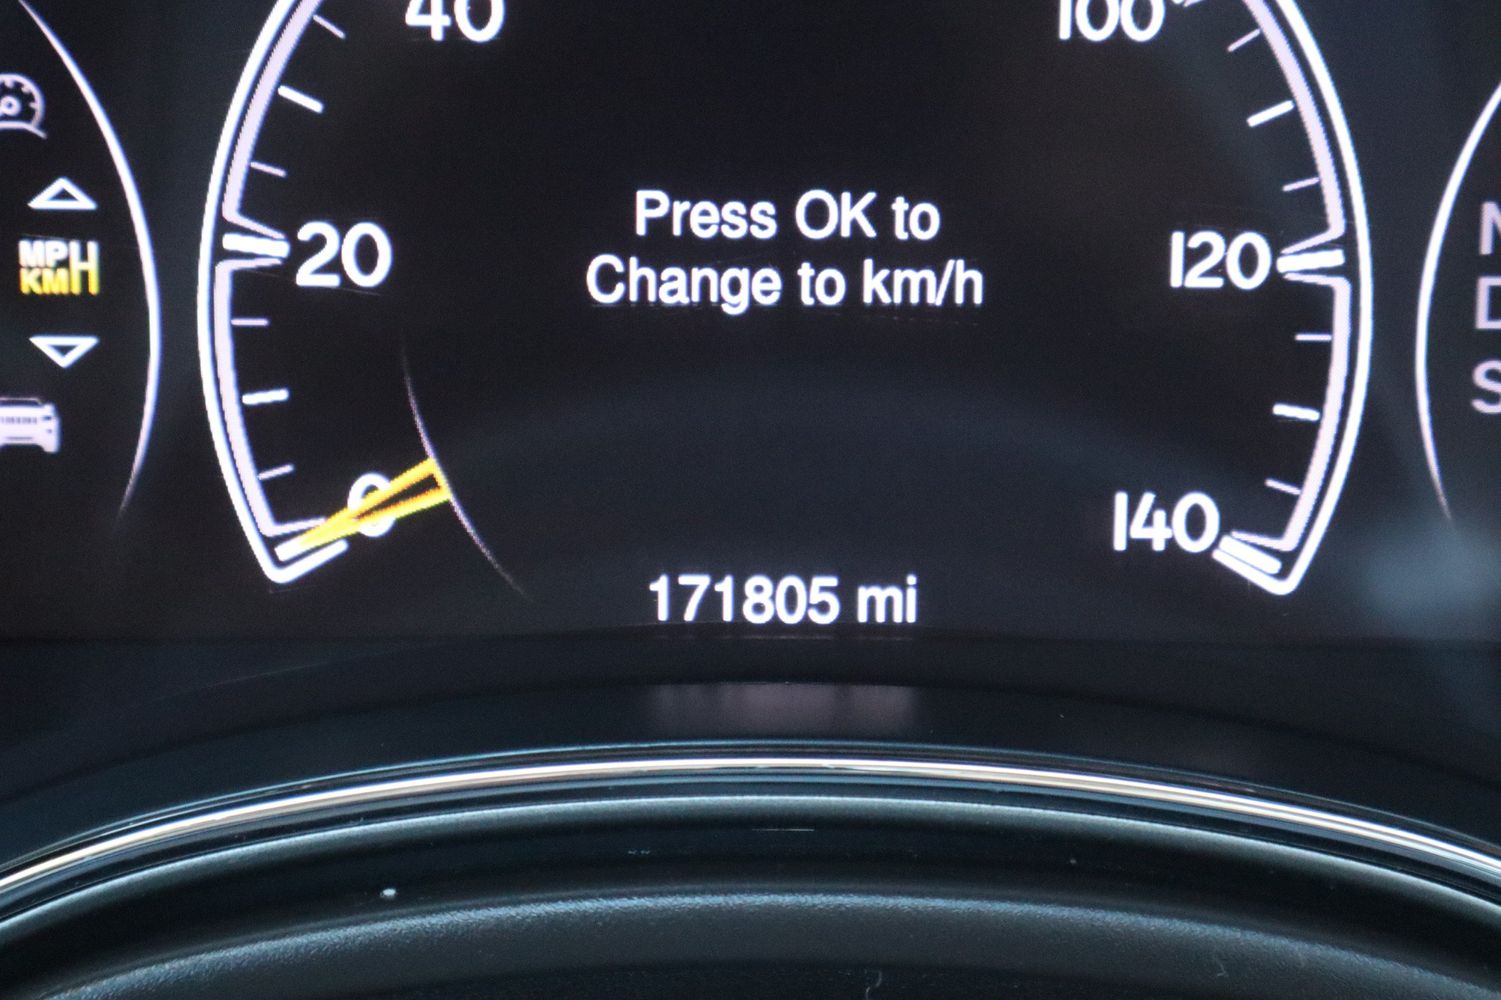 40
100
Press OK to
Change to km/h
MPH
KMH
20
120
0
140
171805 mi